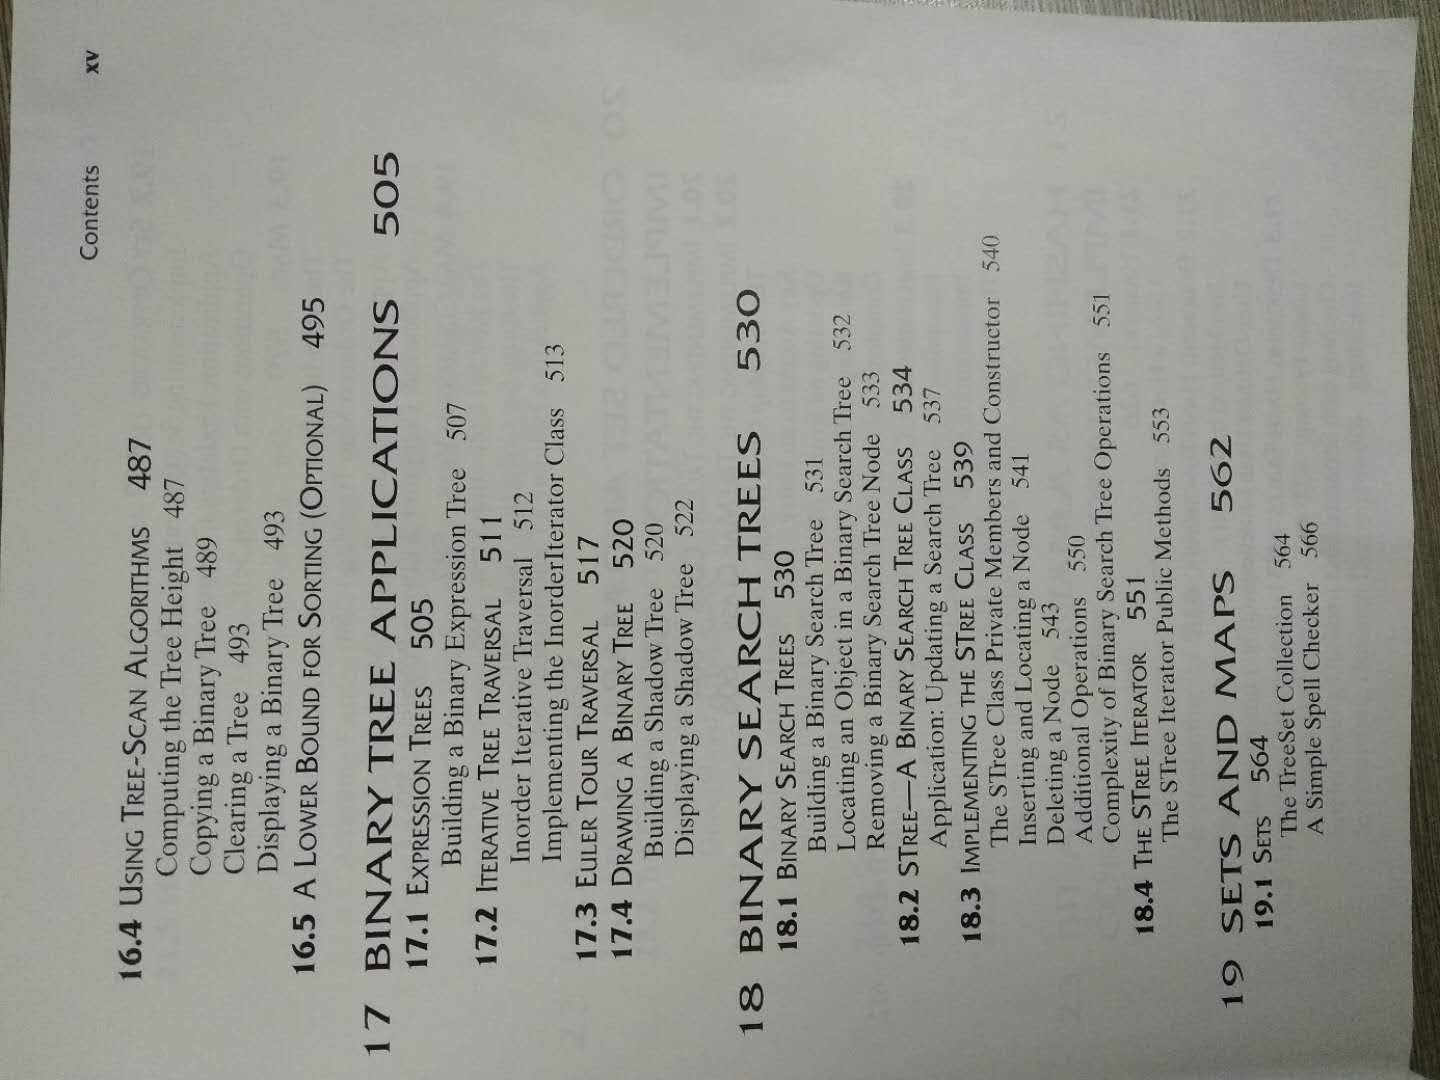 Contents xv
16.4 USING TREE-SCAN ALGORITHMS 487
Computing the Tree Height 487
Copying a Binary Tree 489
Clearing a Tree 493
Displaying a Binary Tree 493
16.5 A LOWER BOUND FOR SORTING (OPTIONAL) 495
17 BINARY TREE APPLICATIONS 505
17.1 EXPRESSION TREES 505
Building a Binary Expression Tree 507
17.2 ITERATIVE TREE TRAVERSAL 511
Inorder Iterative Traversal 512
Implementing the InorderIterator Class 513
17.3 EULER TOUR TRAVERSAL 517
17.4 DRAWING A BINARY TREE 520
Building a Shadow Tree 520
Displaying a Shadow Tree 522
18 BINARY SEARCH TREES 530
18.1 BINARY SEARCH TREES 530
Building a Binary Search Tree 531
Locating an Object in a Binary Search Tree 532
Removing a Binary Search Tree Node 533
18.2 STREE—A BINARY SEARCH TREE CLASS 534
Application: Updating a Search Tree 537
18.3 IMPLEMENTING THE STREE CLASS 539
The STree Class Private Members and Constructor 540
Inserting and Locating a Node 541
Deleting a Node 543
Additional Operations 550
Complexity of Binary Search Tree Operations 551
18.4 THE STREE ITERATOR 551
The STree Iterator Public Methods 553
19 SETS AND MAPS 562
19.1 SETS 564
The TreeSet Collection 564
A Simple Spell Checker 566